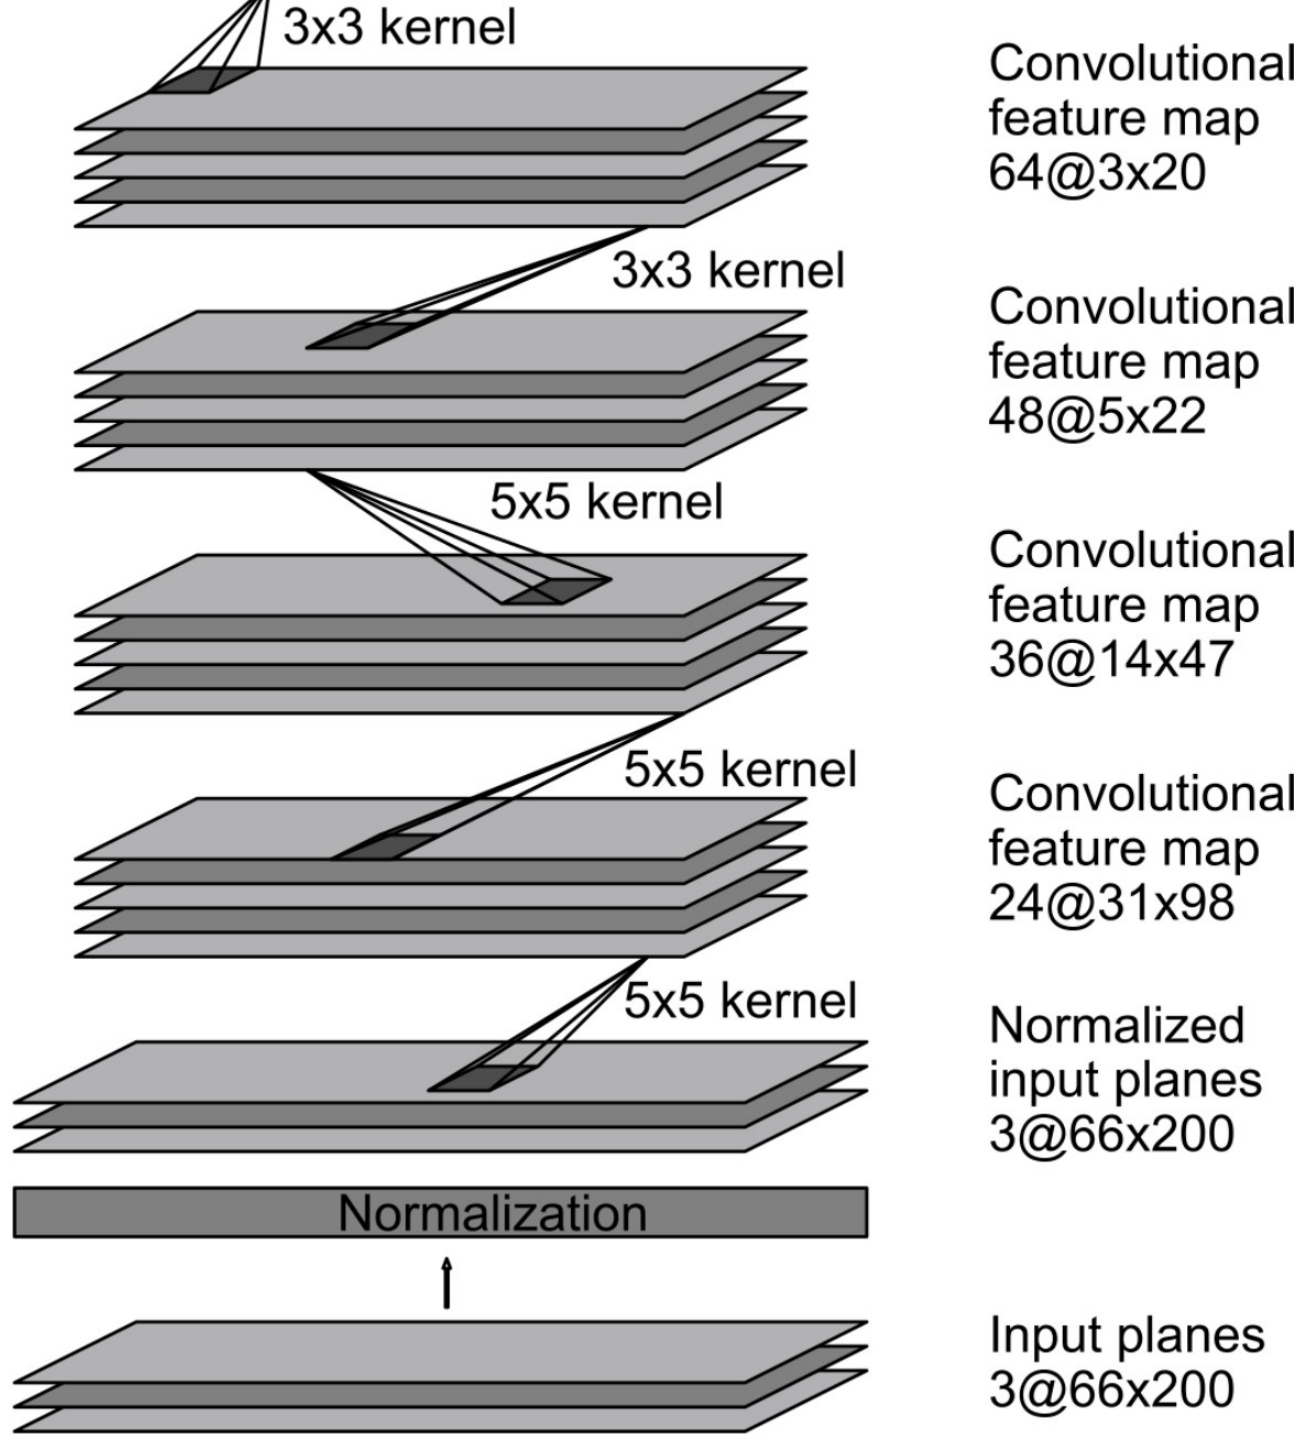 3x3 kernel
Convolutional
feature map
64@3x20
3x3 kernel
Convolutional
feature map
48@5x22
5x5 kernel
Convolutional
feature map
36@14x47
5x5 kernel
Convolutional
feature map
24@31x98
5x5 kernel
Normalized
input planes
3@66x200
Normalization
Input planes
3@66x200